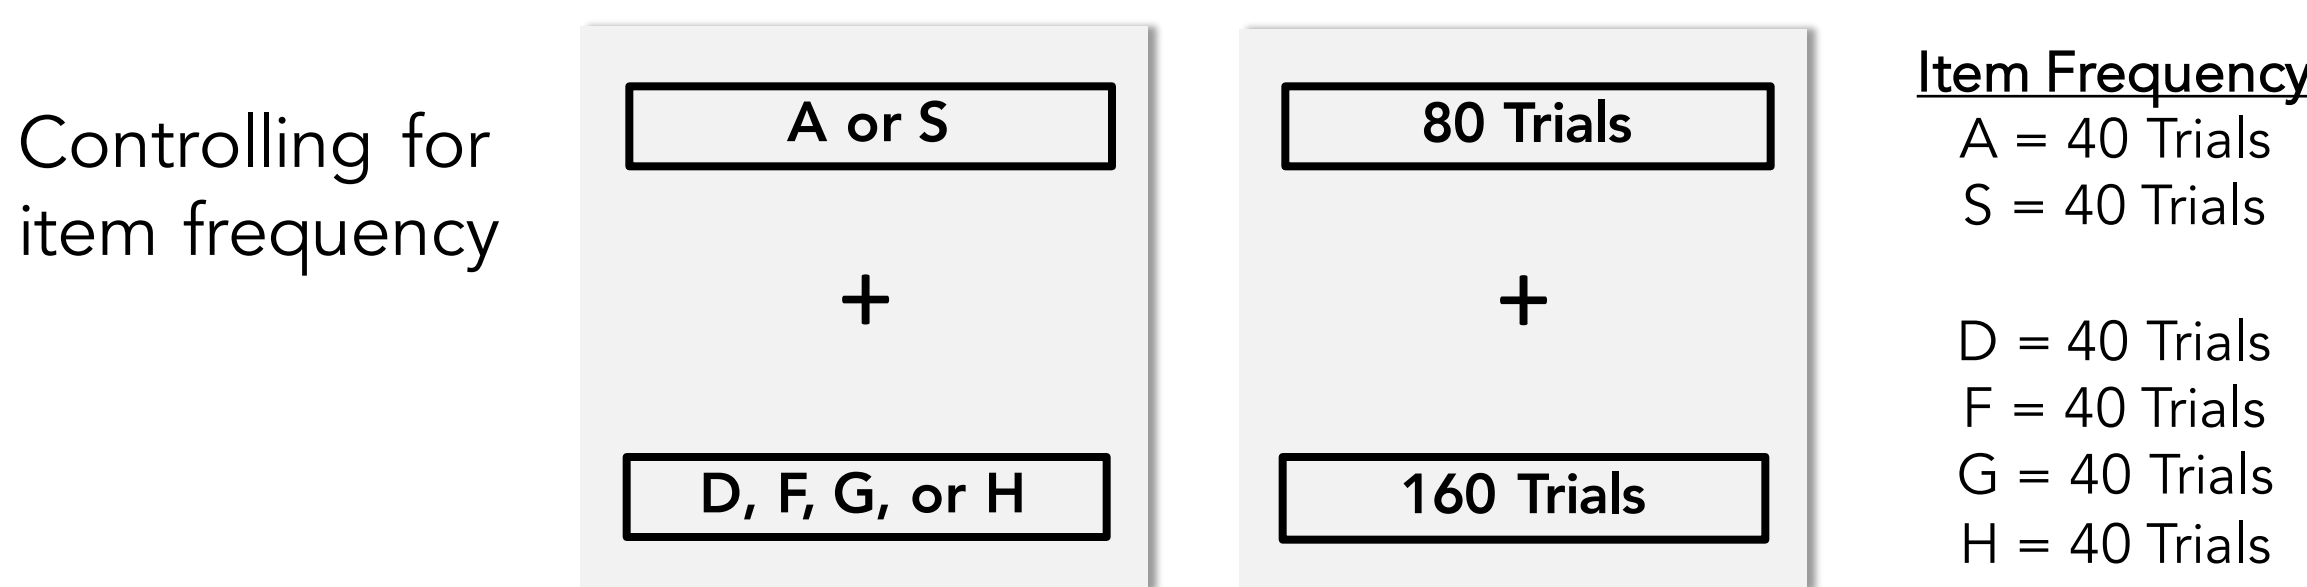 Controlling for
item frequency
A or S
+
D, F, G, or H
80 Trials
+
160 Trials
Item Frequency
A = 40 Trials
S = 40 Trials
D = 40 Trials
F = 40 Trials
G = 40 Trials
H = 40 Trials